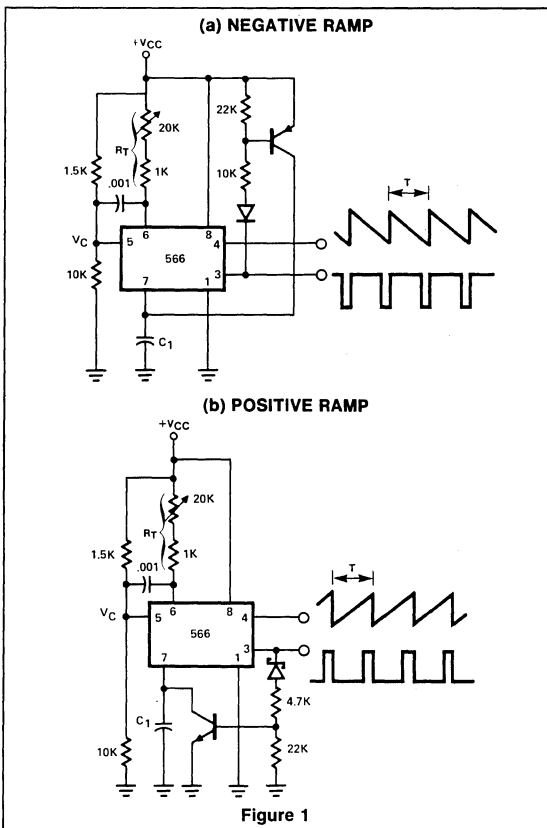 (a) NEGATIVE RAMP
+VCC
20K
RT
1K
1.5K
.001
22K
10K
VC
5
6
8
4
566
3
7
1
10K
C1
T
(b) POSITIVE RAMP
+VCC
20K
RT
1K
1.5K
.001
VC
5
6
8
4
566
3
7
1
4.7K
C1
22K
10K
T
Figure 1